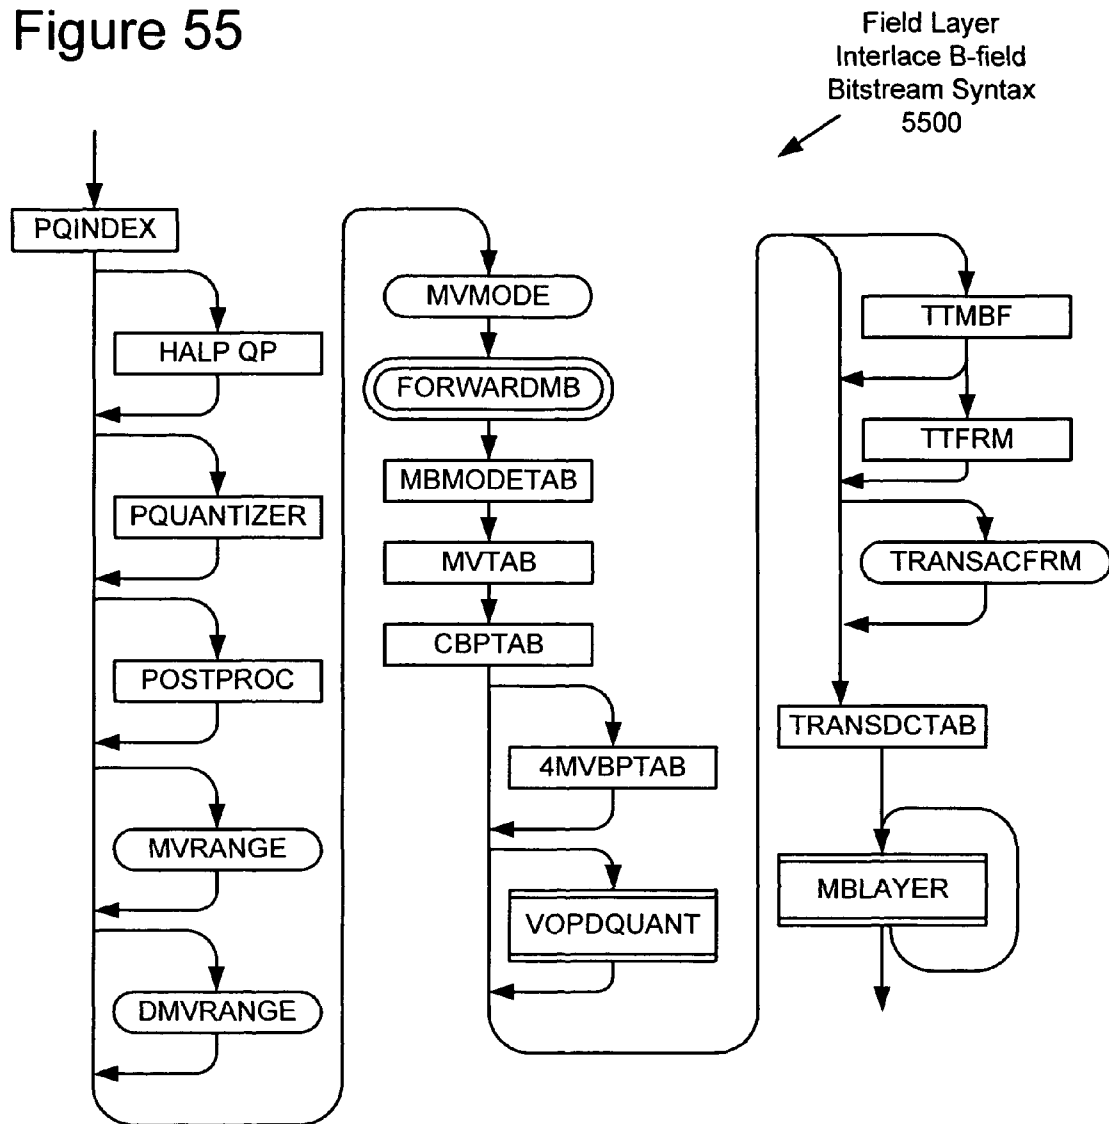 Figure 55
Field Layer
Interlace B-field
Bitstream Syntax
5500
PQINDEX
HALP QP
PQUANTIZER
POSTPROC
MVRANGE
DMVRANGE
MVMODE
FORWARDMB
MBMODETAB
MVTAB
CBPTAB
4MVBPTAB
VOPDQUANT
TTMBF
TTFRM
TRANSACFRM
TRANSDCTAB
MBLAYER